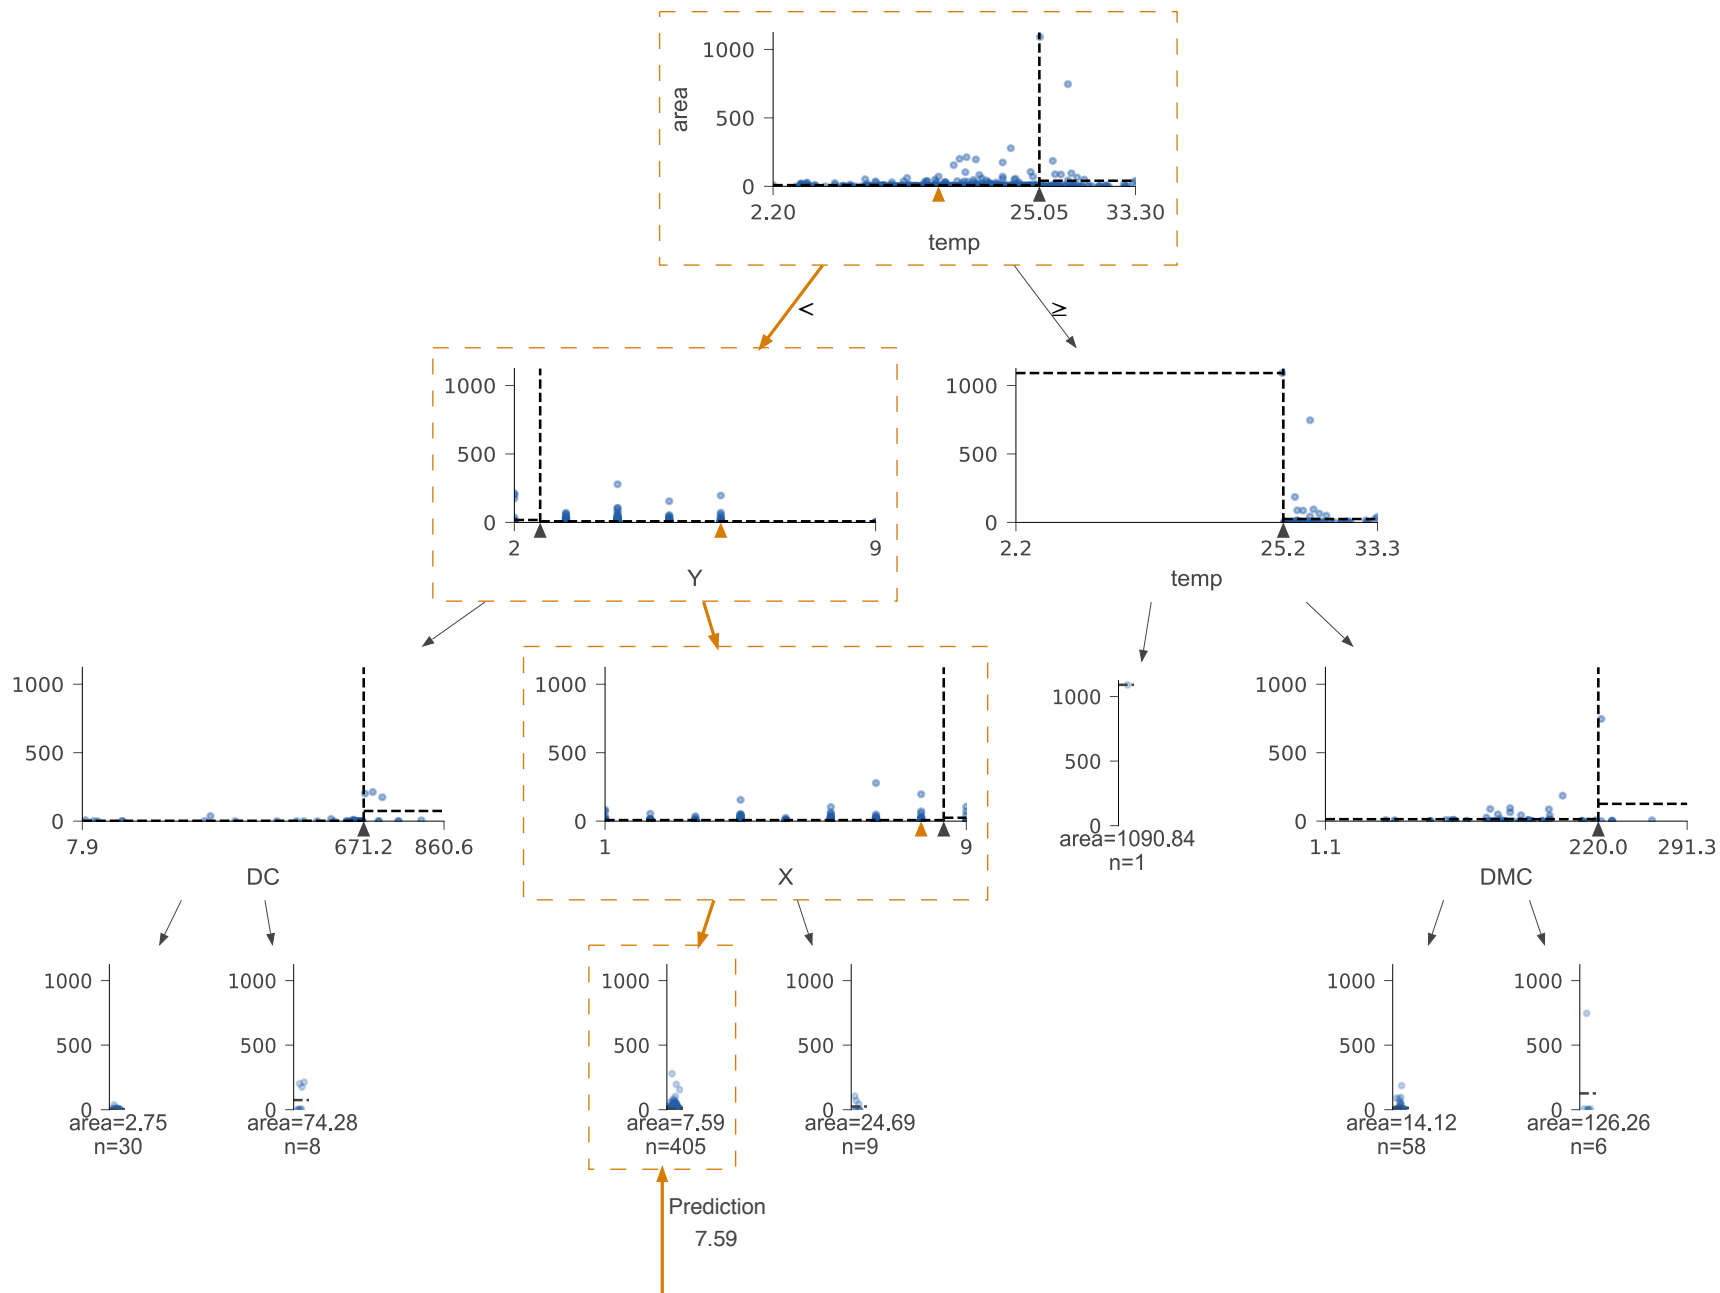 1000
500
0
area
2.20
25.05
33.30
temp
<
≥
1000
500
0
2
9
Y
1000
500
0
2.2
25.2
33.3
temp
1000
500
0
7.9
671.2
860.6
DC
1000
500
0
1
9
X
1000
500
0
area=1090.84
n=1
1000
500
0
1.1
220.0
291.3
DMC
1000
500
0
area=2.75
n=30
1000
500
0
area=74.28
n=8
1000
500
0
area=7.59
n=405
1000
500
0
area=24.69
n=9
1000
500
0
area=14.12
n=58
1000
500
0
area=126.26
n=6
Prediction
7.59